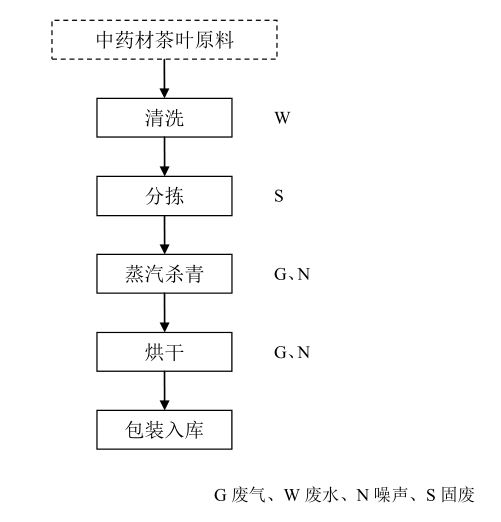 中药材茶叶原料
清洗 W
分拣 S
蒸汽杀青 G、N
烘干 G、N
包装入库
G 废气、W 废水、N 噪声、S 固废